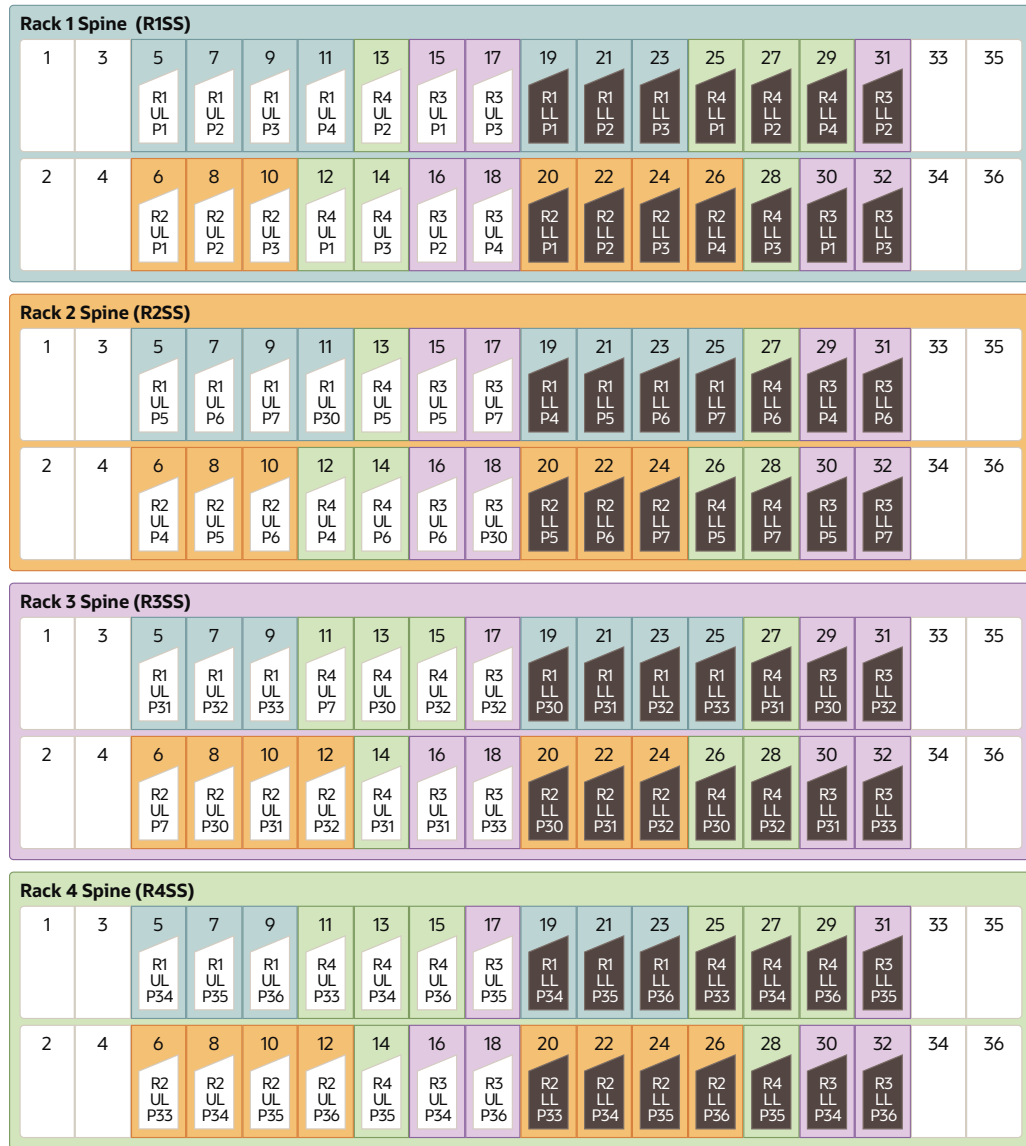 Rack 1 Spine (R1SS)
1 3 5 7 9 11 13 15 17 19 21 23 25 27 29 31 33 35
R1 R1 R1 R1 R4 R3 R3 R1 R1 R1 R4 R4 R4 R3
UL UL UL UL UL UL UL LL LL LL LL LL LL LL
P1 P2 P3 P4 P2 P1 P3 P1 P2 P3 P1 P2 P4 P2
2 4 6 8 10 12 14 16 18 20 22 24 26 28 30 32 34 36
R2 R2 R2 R4 R4 R3 R3 R2 R2 R2 R2 R4 R3 R3
UL UL UL UL UL UL UL LL LL LL LL LL LL LL
P1 P2 P3 P1 P3 P2 P4 P1 P2 P3 P4 P3 P1 P3
Rack 2 Spine (R2SS)
1 3 5 7 9 11 13 15 17 19 21 23 25 27 29 31 33 35
R1 R1 R1 R1 R4 R3 R3 R1 R1 R1 R1 R4 R3 R3
UL UL UL UL UL UL UL LL LL LL LL LL LL LL
P5 P6 P7 P30 P5 P5 P7 P4 P5 P6 P7 P6 P4 P6
2 4 6 8 10 12 14 16 18 20 22 24 26 28 30 32 34 36
R2 R2 R2 R4 R4 R3 R3 R2 R2 R2 R4 R4 R3 R3
UL UL UL UL UL UL UL LL LL LL LL LL LL LL
P4 P5 P6 P4 P6 P6 P30 P5 P6 P7 P5 P7 P5 P7
Rack 3 Spine (R3SS)
1 3 5 7 9 11 13 15 17 19 21 23 25 27 29 31 33 35
R1 R1 R1 R4 R4 R4 R3 R1 R1 R1 R1 R4 R3 R3
UL UL UL UL UL UL UL LL LL LL LL LL LL LL
P31 P32 P33 P7 P30 P32 P32 P30 P31 P32 P33 P31 P30 P32
2 4 6 8 10 12 14 16 18 20 22 24 26 28 30 32 34 36
R2 R2 R2 R2 R4 R3 R3 R2 R2 R2 R4 R4 R3 R3
UL UL UL UL UL UL UL LL LL LL LL LL LL LL
P7 P30 P31 P32 P31 P31 P33 P30 P31 P32 P30 P32 P31 P33
Rack 4 Spine (R4SS)
1 3 5 7 9 11 13 15 17 19 21 23 25 27 29 31 33 35
R1 R1 R1 R4 R4 R4 R3 R1 R1 R1 R4 R4 R4 R3
UL UL UL UL UL UL UL LL LL LL LL LL LL LL
P34 P35 P36 P33 P34 P36 P35 P34 P35 P36 P33 P34 P36 P35
2 4 6 8 10 12 14 16 18 20 22 24 26 28 30 32 34 36
R2 R2 R2 R2 R4 R3 R3 R2 R2 R2 R2 R4 R3 R3
UL UL UL UL UL UL UL LL LL LL LL LL LL LL
P33 P34 P35 P36 P35 P34 P36 P33 P34 P35 P36 P35 P34 P36